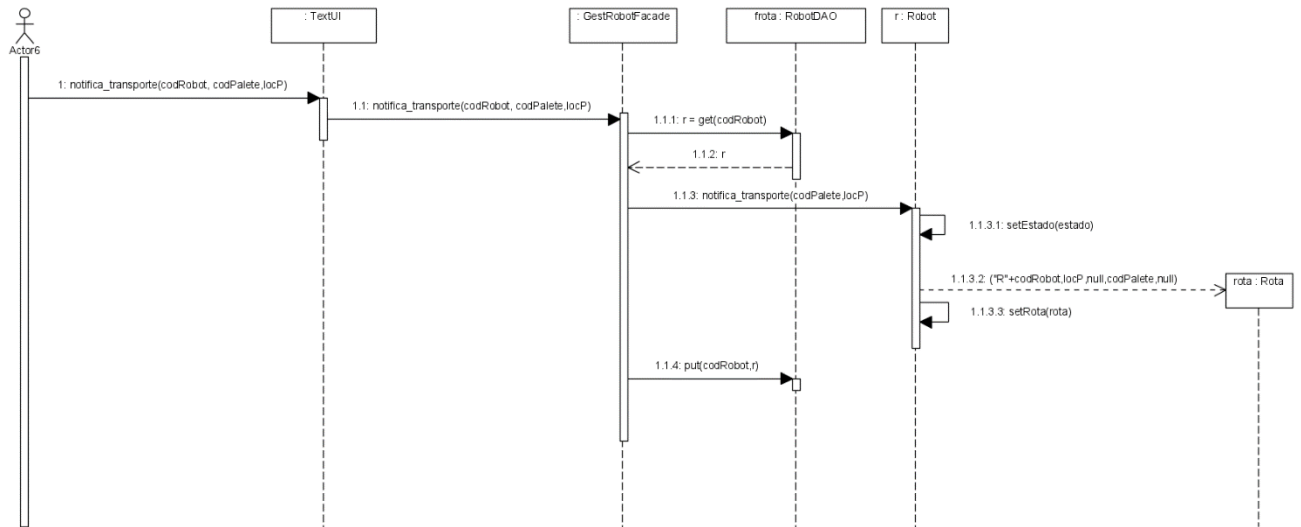 : TextUI
: GestRobotFacade
frota : RobotDAO
r : Robot
Actor6
1: notifica_transporte(codRobot, codPalete,locP)
1.1: notifica_transporte(codRobot, codPalete,locP)
1.1.1: r = get(codRobot)
1.1.2: r
1.1.3: notifica_transporte(codPalete,locP)
1.1.3.1: setEstado(estado)
1.1.3.2: ("R"+codRobot,locP,null,codPalete,null)
rota : Rota
1.1.3.3: setRota(rota)
1.1.4: put(codRobot,r)